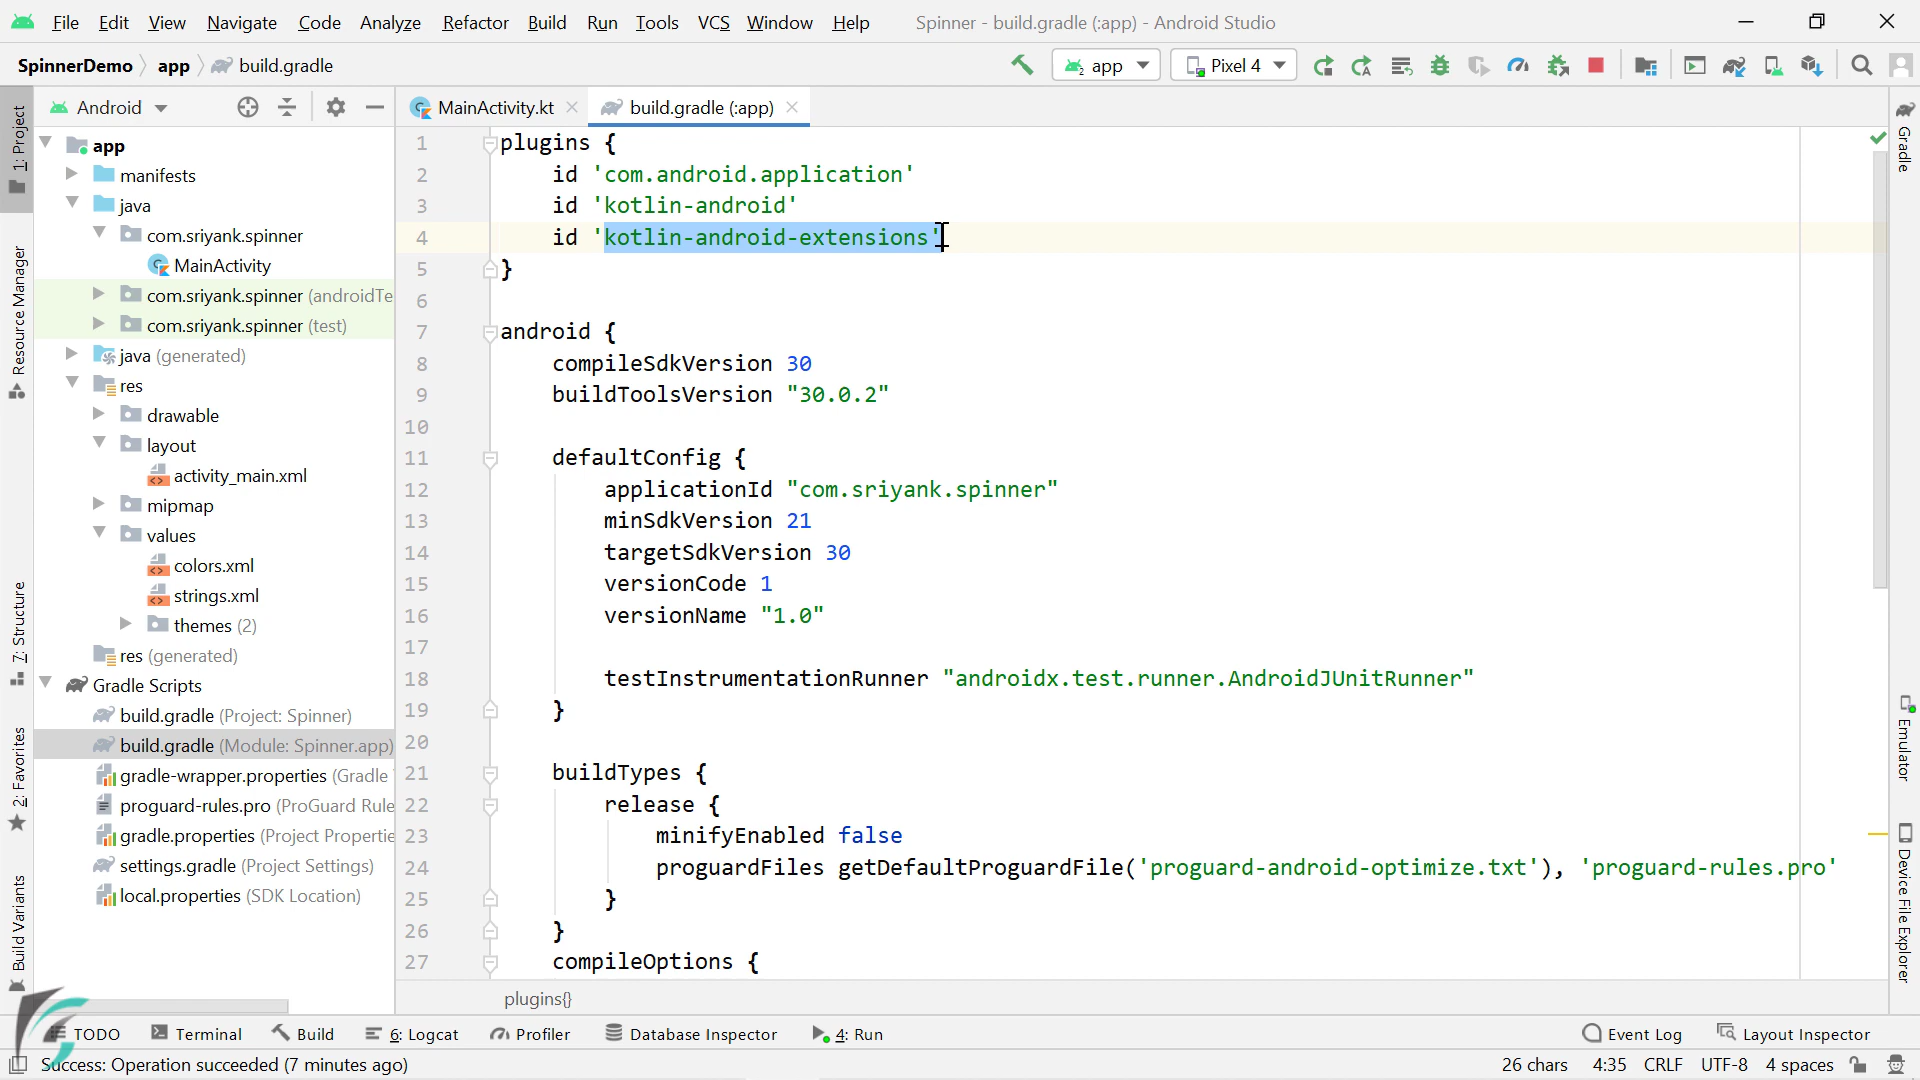 File Edit View Navigate Code Analyze Refactor Build Run Tools VCS Window Help Spinner - build.gradle (:app) - Android Studio
SpinnerDemo app build.gradle app Pixel 4
Android MainActivity.kt build.gradle (:app)
1: Project
Resource Manager
7: Structure
2: Favorites
Build Variants
app
manifests
java
com.sriyank.spinner
MainActivity
com.sriyank.spinner (androidTe
com.sriyank.spinner (test)
java (generated)
res
drawable
layout
activity_main.xml
mipmap
values
colors.xml
strings.xml
themes (2)
res (generated)
Gradle Scripts
build.gradle (Project: Spinner)
build.gradle (Module: Spinner.app)
gradle-wrapper.properties (Gradle
proguard-rules.pro (ProGuard Rule
gradle.properties (Project Propertie
settings.gradle (Project Settings)
local.properties (SDK Location)
1 plugins {
2 id 'com.android.application'
3 id 'kotlin-android'
4 id 'kotlin-android-extensions'
5 }
6
7 android {
8 compileSdkVersion 30
9 buildToolsVersion "30.0.2"
10
11 defaultConfig {
12 applicationId "com.sriyank.spinner"
13 minSdkVersion 21
14 targetSdkVersion 30
15 versionCode 1
16 versionName "1.0"
17
18 testInstrumentationRunner "androidx.test.runner.AndroidJUnitRunner"
19 }
20
21 buildTypes {
22 release {
23 minifyEnabled false
24 proguardFiles getDefaultProguardFile('proguard-android-optimize.txt'), 'proguard-rules.pro'
25 }
26 }
27 compileOptions {
plugins{}
Gradle
Emulator
Device File Explorer
TODO Terminal Build 6: Logcat Profiler Database Inspector 4: Run Event Log Layout Inspector
Success: Operation succeeded (7 minutes ago) 26 chars 4:35 CRLF UTF-8 4 spaces